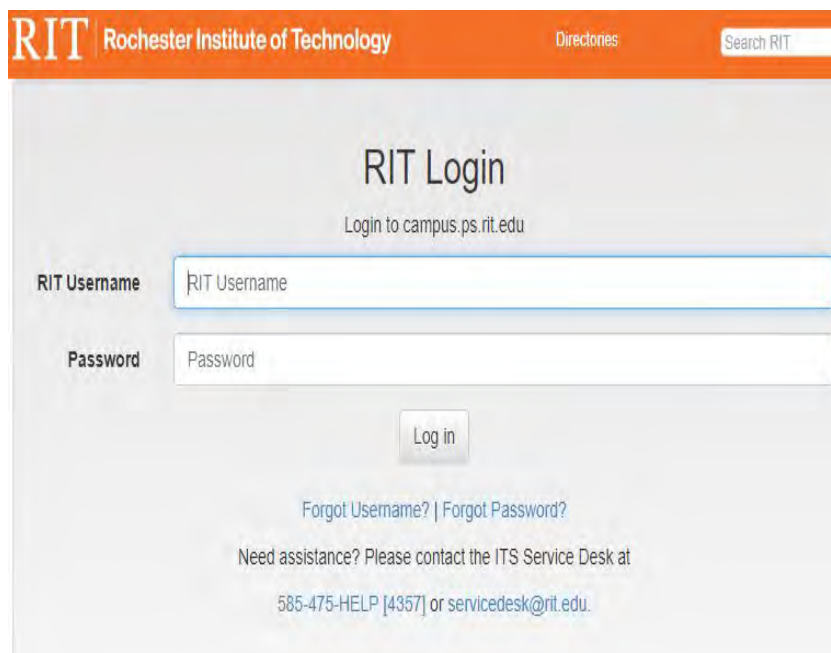 RIT Rochester Institute of Technology Directories Search RIT
RIT Login
Login to campus.ps.rit.edu
RIT Username RIT Username
Password Password
Log in
Forgot Username? | Forgot Password?
Need assistance? Please contact the ITS Service Desk at
585-475-HELP [4357] or servicedesk@rit.edu.